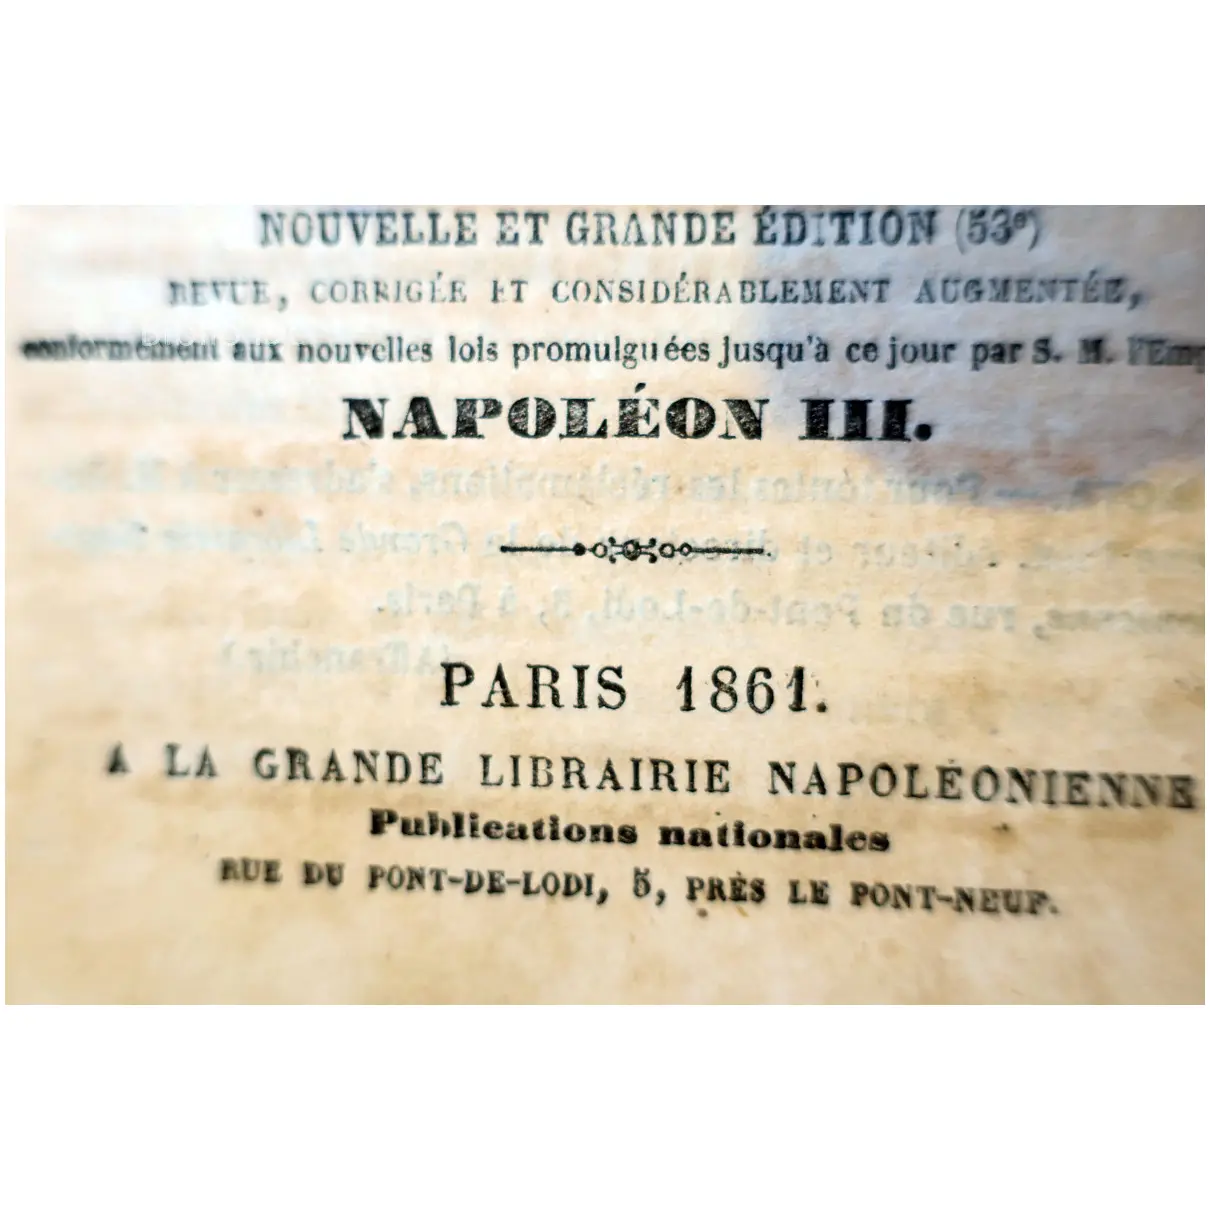 NOUVELLE ET GRANDE ÉDITION (53e)
REVUE, CORRIGÉE ET CONSIDÉRABLEMENT AUGMENTÉE,
conformément aux nouvelles lois promulguées jusqu'à ce jour par S. M. l'Emp
NAPOLÉON III.
PARIS 1861.
A LA GRANDE LIBRAIRIE NAPOLÉONIENNE
Publications nationales
RUE DU PONT-DE-LODI, 5, PRÈS LE PONT-NEUF.